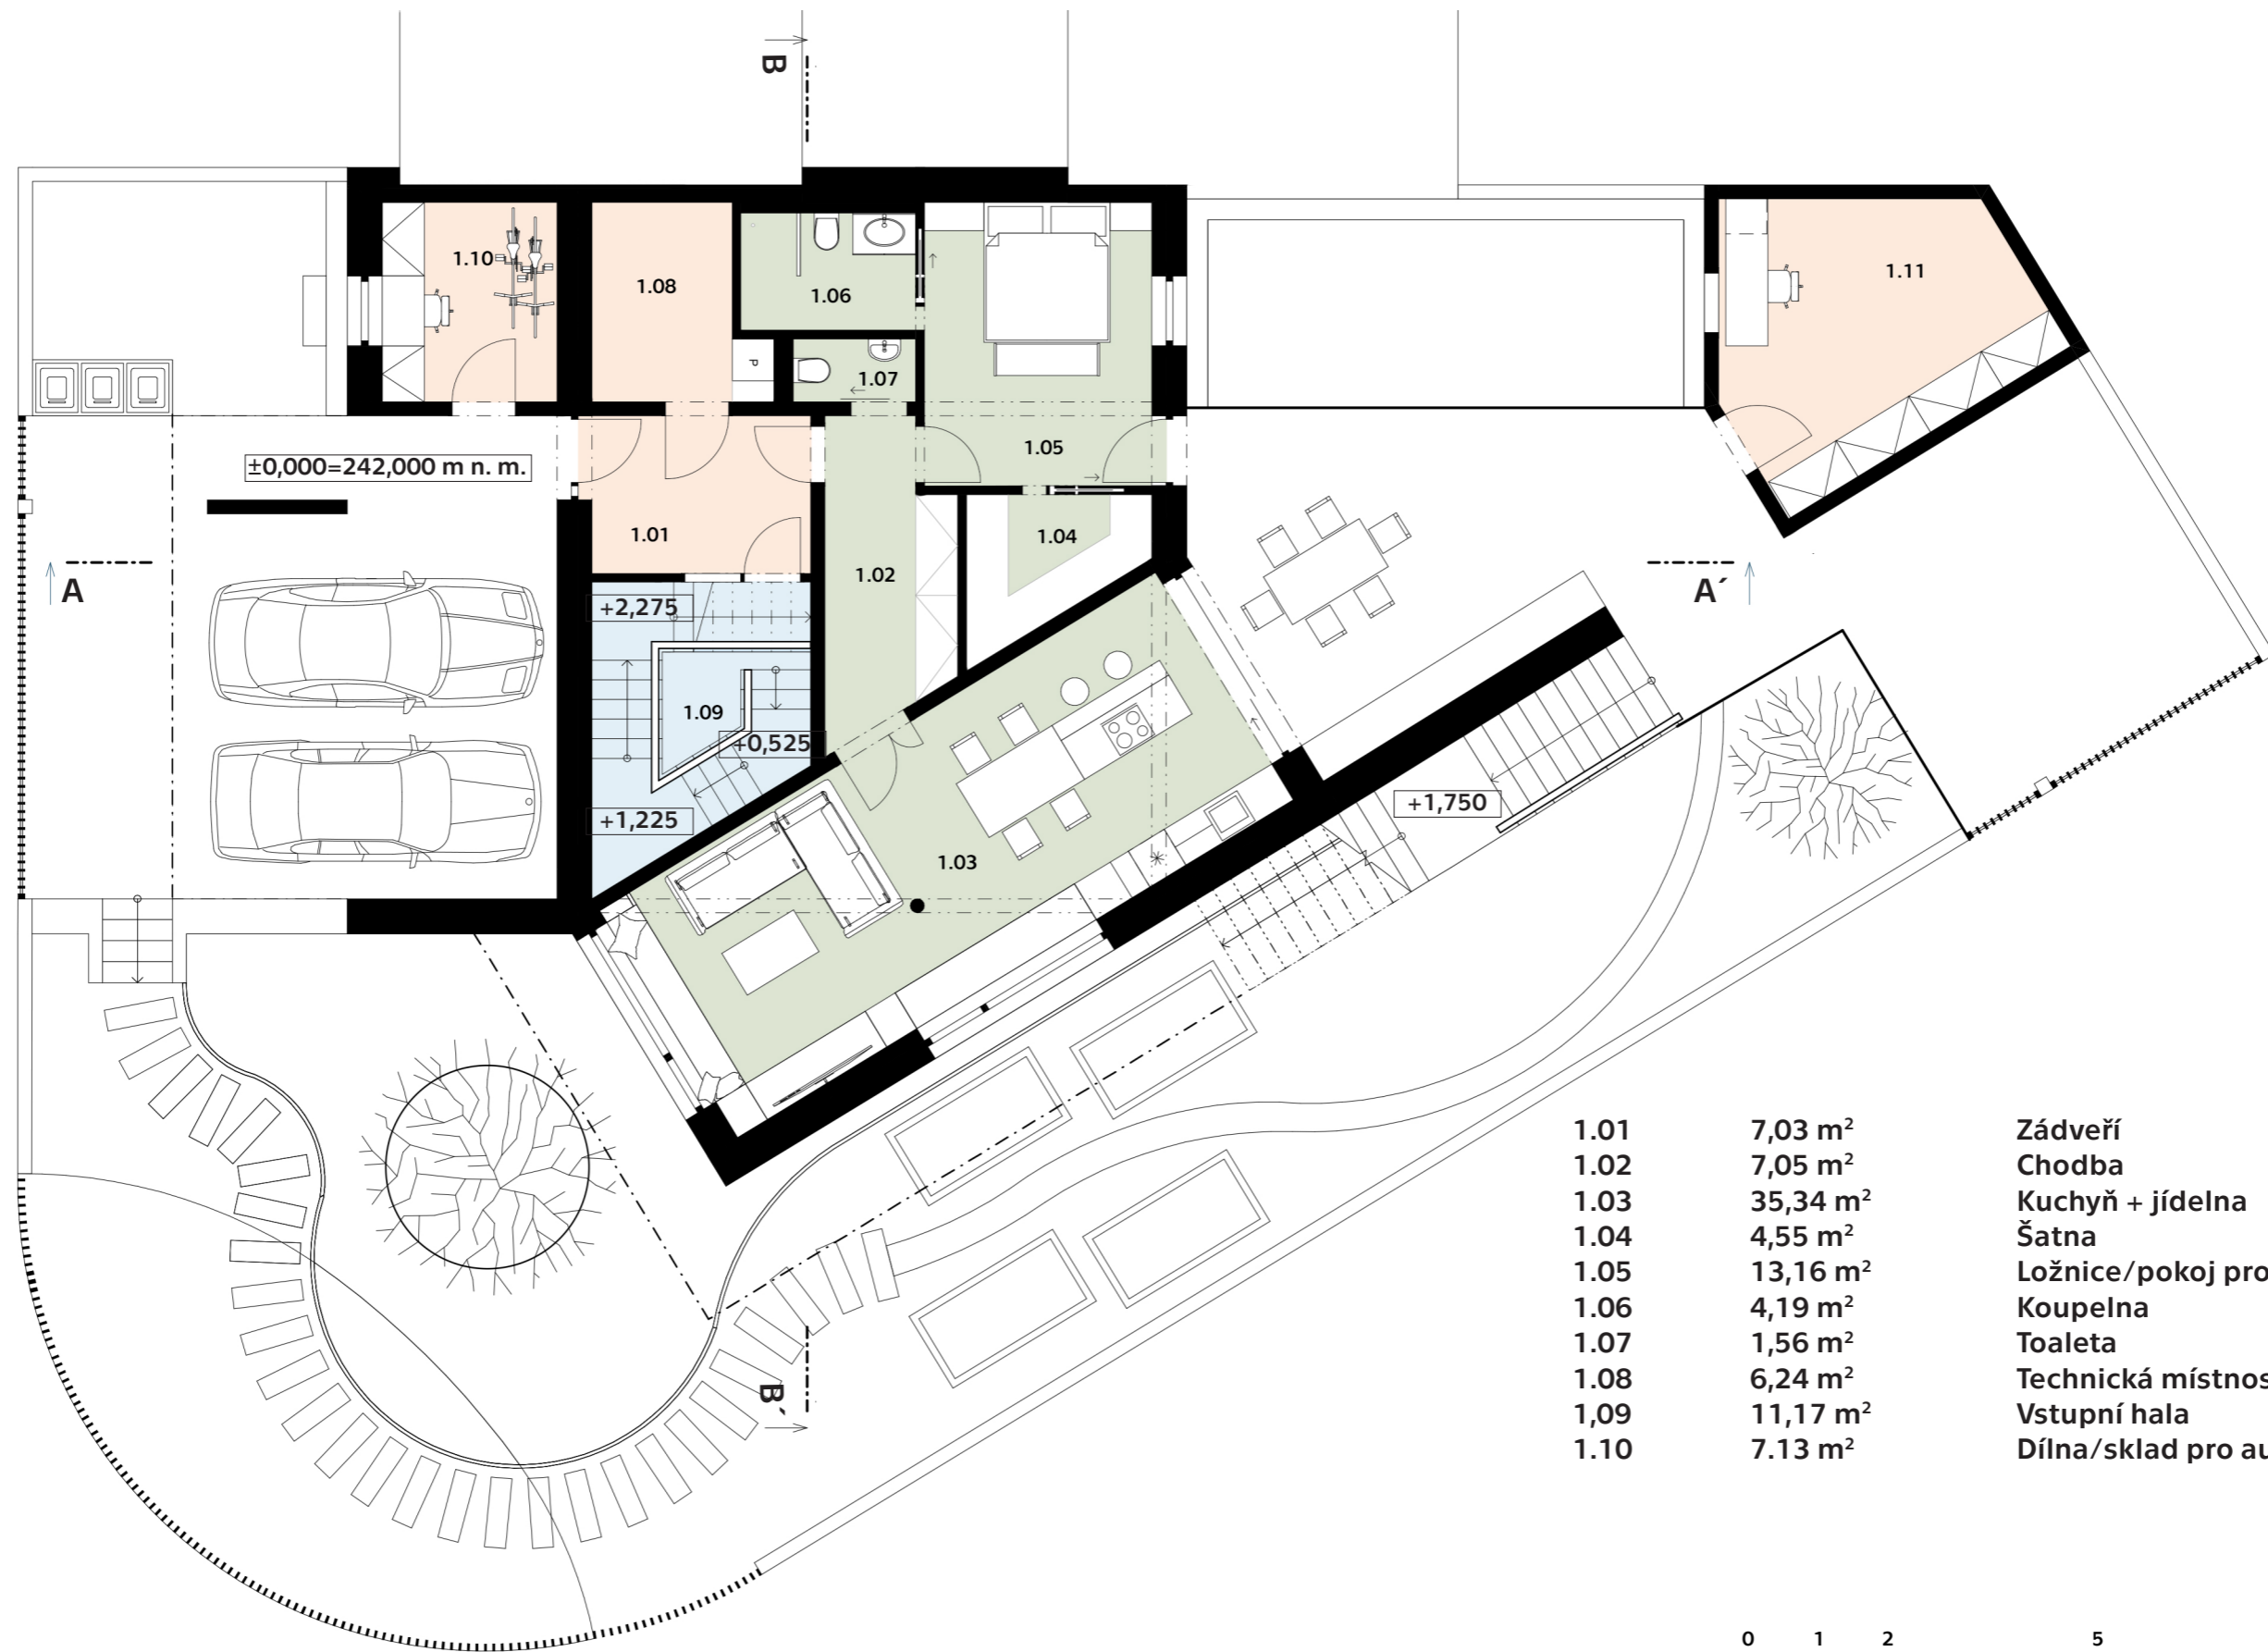 B
1.10
1.08
1.06
1.11
P
1.07
1.05
±0,000=242,000 m n. m.
1.01
1.04
A
1.02
A´
+2,275
1.09
+0,525
+1,225
+1,750
1.03
1.01 7,03 m² Zádveří
1.02 7,05 m² Chodba
1.03 35,34 m² Kuchyň + jídelna
1.04 4,55 m² Šatna
1.05 13,16 m² Ložnice/pokoj pro
1.06 4,19 m² Koupelna
1.07 1,56 m² Toaleta
1.08 6,24 m² Technická místnos
1,09 11,17 m² Vstupní hala
1.10 7.13 m² Dílna/sklad pro au
B´
0 1 2 5